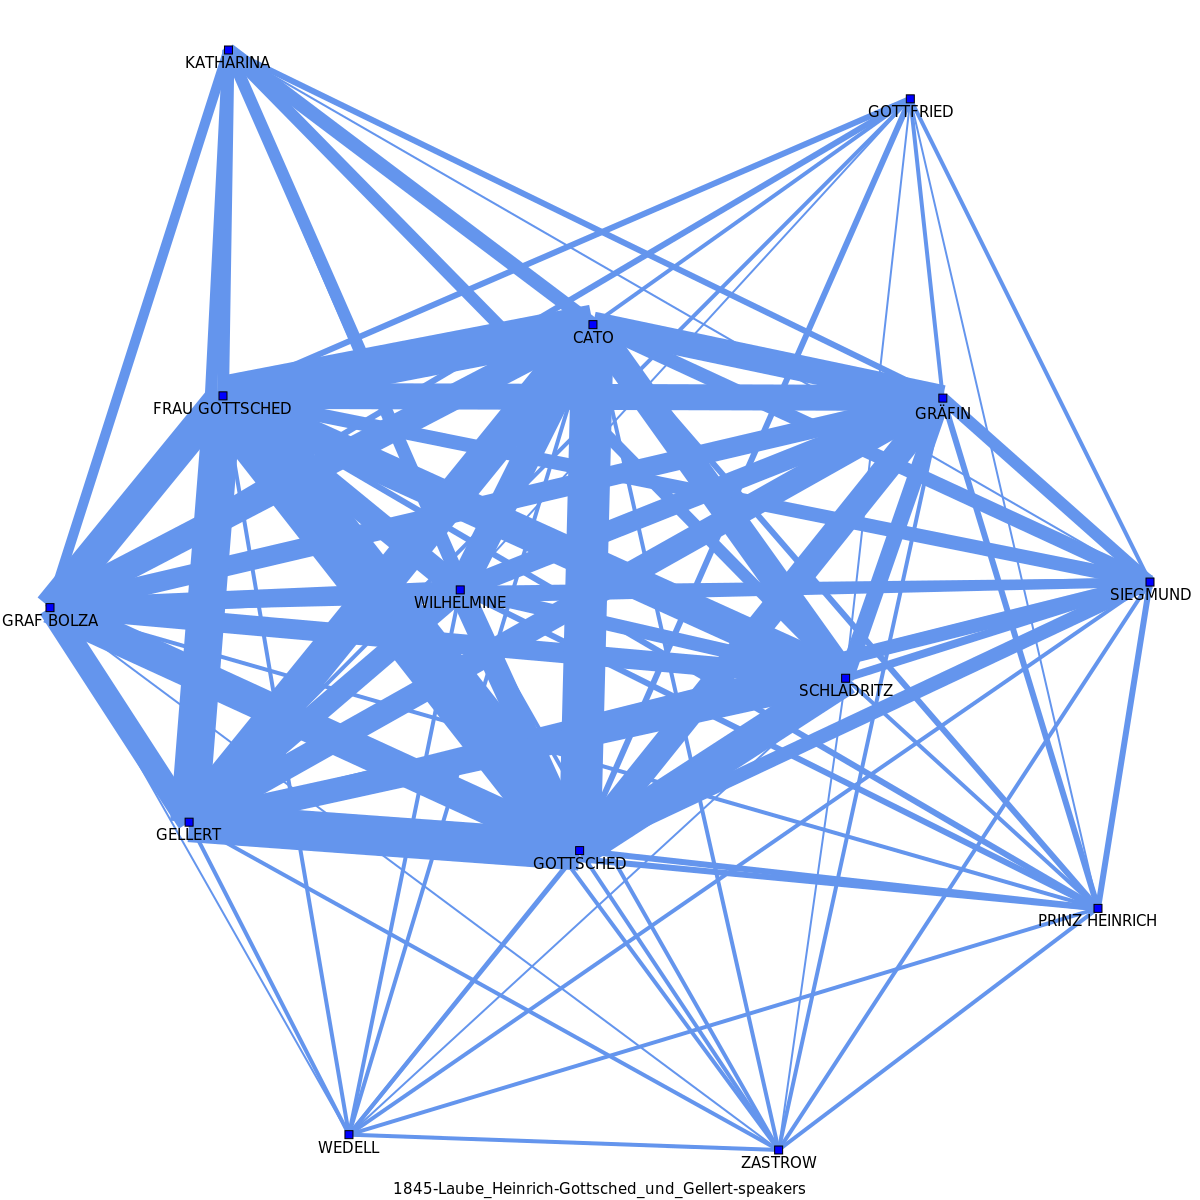 KATHARINA
GOTTFRIED
CATO
FRAU GOTTSCHED
GRÄFIN
SIEGMUND
WILHELMINE
GRAF BOLZA
SCHLADRITZ
GELLERT
GOTTSCHED
PRINZ HEINRICH
WEDELL
ZASTROW
1845-Laube_Heinrich-Gottsched_und_Gellert-speakers